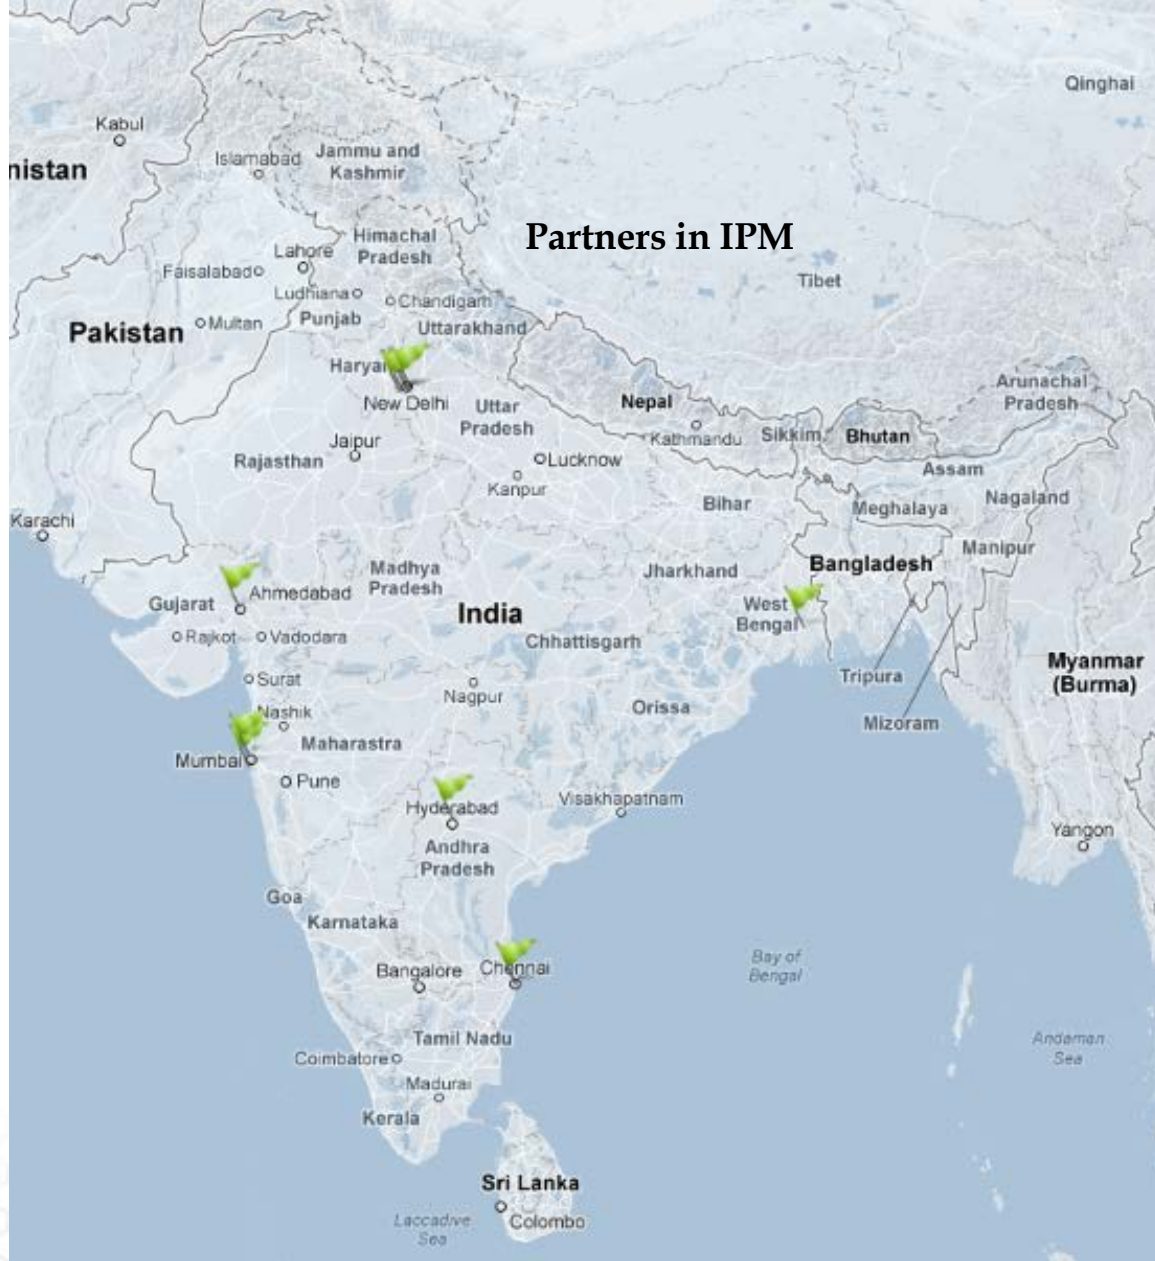 Qinghai
Kabul
nistan
Islamabad
Jammu and
Kashmir
Partners in IPM
Himachal
Pradesh
Lahore
Faisalabad
Tibet
Ludhiana
Chandigarh
Punjab
Multan
Pakistan
Uttarakhand
Haryai
New Delhi
Uttar
Pradesh
Nepal
Kathmandu
Sikkim
Bhutan
Arunachal
Pradesh
Jaipur
Rajasthan
Lucknow
Kanpur
Assam
Bihar
Meghalaya
Nagaland
Karachi
Manipur
Bangladesh
Madhya
Pradesh
Jharkhand
Ahmedabad
Gujarat
India
West
Bengal
Rajkot
Vadodara
Chhattisgarh
Myanmar
(Burma)
Tripura
Surat
Nagpur
Orissa
Nashik
Mizoram
Maharastra
Mumbai
Pune
Hyderabad
Visakhapatnam
Yangon
Andhra
Pradesh
Goa
Karnataka
Bangalore
Chennai
Bay of
Bengal
Tamil Nadu
Andaman
Sea
Coimbatore
Madurai
Kerala
Sri Lanka
Colombo
Laccadive
Sea